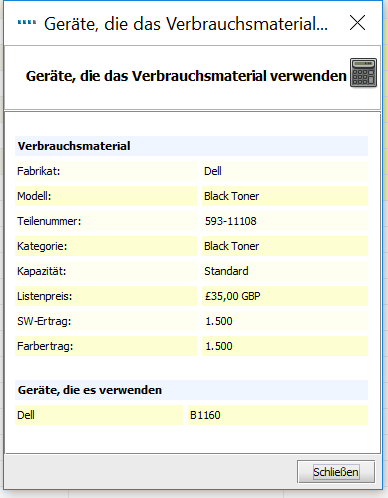 Geräte, die das Verbrauchsmaterial...
Geräte, die das Verbrauchsmaterial verwenden
Verbrauchsmaterial
Fabrikat: Dell
Modell: Black Toner
Teilenummer: 593-11108
Kategorie: Black Toner
Kapazität: Standard
Listenpreis: £35,00 GBP
SW-Ertrag: 1.500
Farbertrag: 1.500
Geräte, die es verwenden
Dell B1160
Schließen